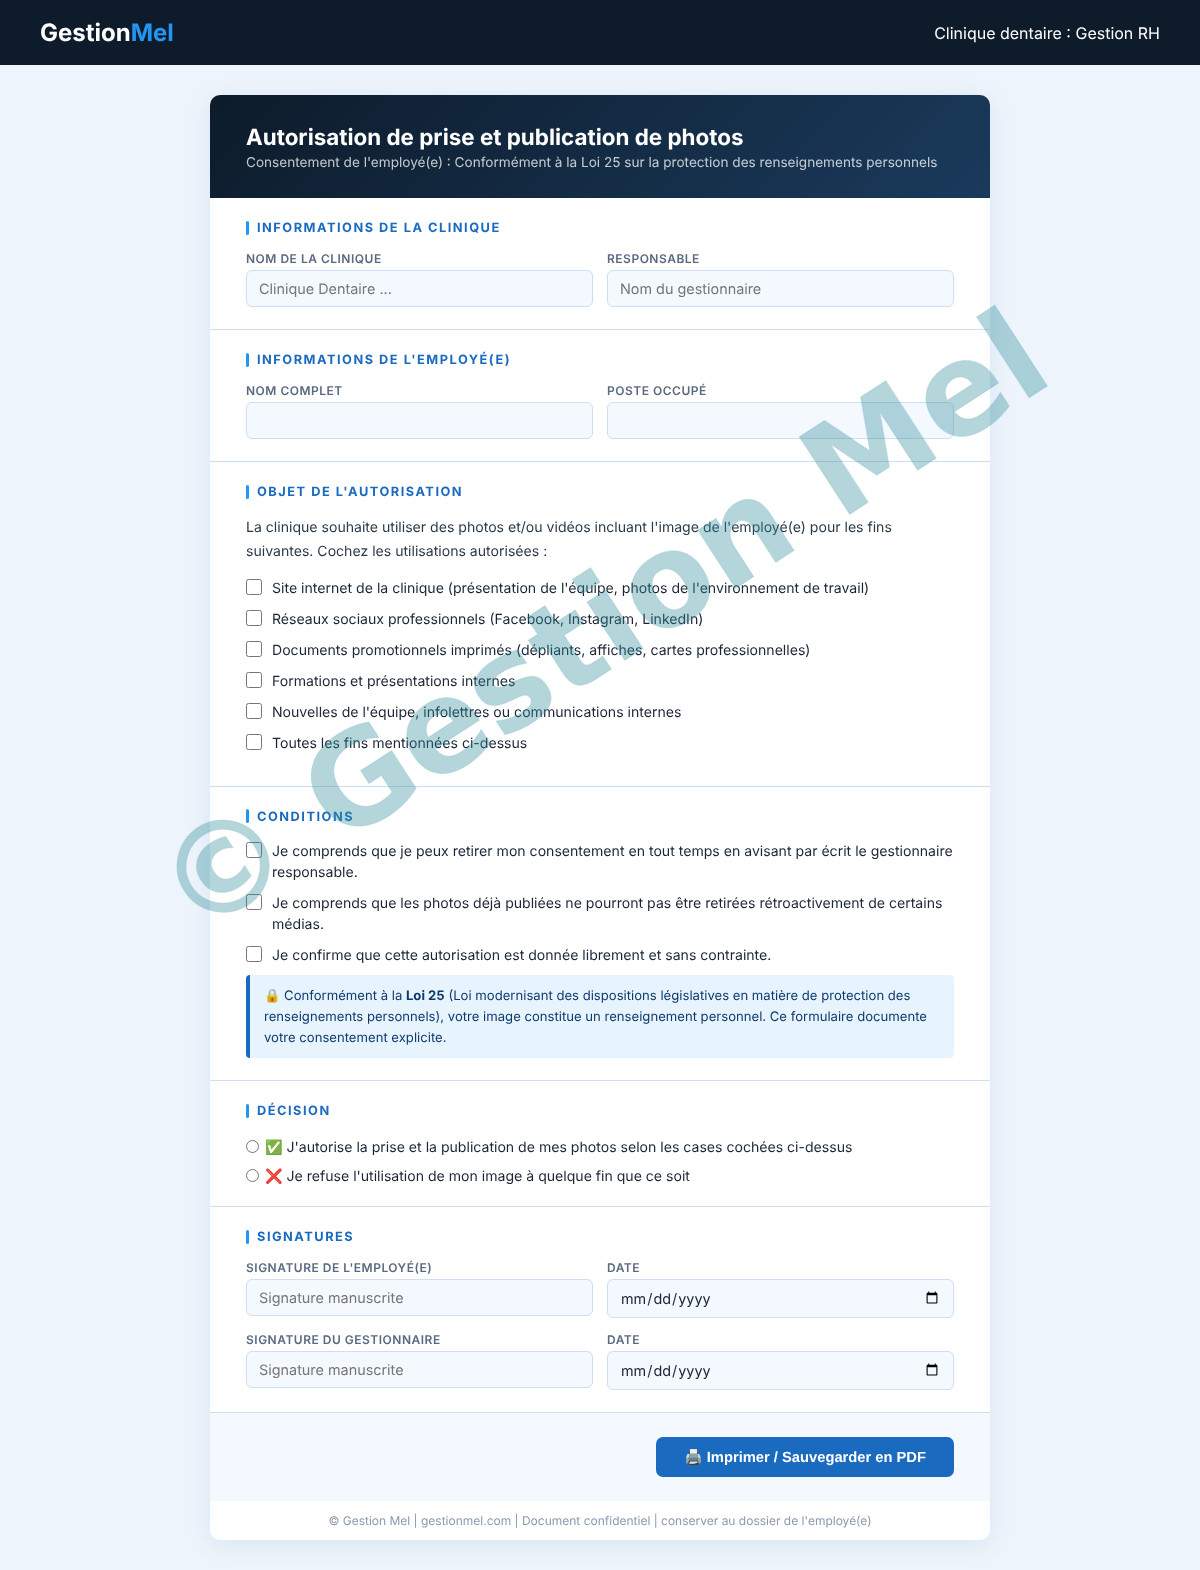 GestionMel
Clinique dentaire : Gestion RH
Autorisation de prise et publication de photos
Consentement de l'employé(e) : Conformément à la Loi 25 sur la protection des renseignements personnels
INFORMATIONS DE LA CLINIQUE
NOM DE LA CLINIQUE
RESPONSABLE
Clinique Dentaire ...
Nom du gestionnaire
INFORMATIONS DE L'EMPLOYÉ(E)
NOM COMPLET
POSTE OCCUPÉ
OBJET DE L'AUTORISATION
La clinique souhaite utiliser des photos et/ou vidéos incluant l'image de l'employé(e) pour les fins
suivantes. Cochez les utilisations autorisées :
Site internet de la clinique (présentation de l'équipe, photos de l'environnement de travail)
Réseaux sociaux professionnels (Facebook, Instagram, LinkedIn)
Documents promotionnels imprimés (dépliants, affiches, cartes professionnelles)
Formations et présentations internes
Nouvelles de l'équipe, infolettres ou communications internes
Toutes les fins mentionnées ci-dessus
© Gestion Mel
CONDITIONS
Je comprends que je peux retirer mon consentement en tout temps en avisant par écrit le gestionnaire
responsable.
Je comprends que les photos déjà publiées ne pourront pas être retirées rétroactivement de certains
médias.
Je confirme que cette autorisation est donnée librement et sans contrainte.
🔒 Conformément à la Loi 25 (Loi modernisant des dispositions législatives en matière de protection des
renseignements personnels), votre image constitue un renseignement personnel. Ce formulaire documente
votre consentement explicite.
DÉCISION
✅ J'autorise la prise et la publication de mes photos selon les cases cochées ci-dessus
❌ Je refuse l'utilisation de mon image à quelque fin que ce soit
SIGNATURES
SIGNATURE DE L'EMPLOYÉ(E)
DATE
Signature manuscrite
mm/dd/yyyy
SIGNATURE DU GESTIONNAIRE
DATE
Signature manuscrite
mm/dd/yyyy
🖨️ Imprimer / Sauvegarder en PDF
© Gestion Mel | gestionmel.com | Document confidentiel | conserver au dossier de l'employé(e)